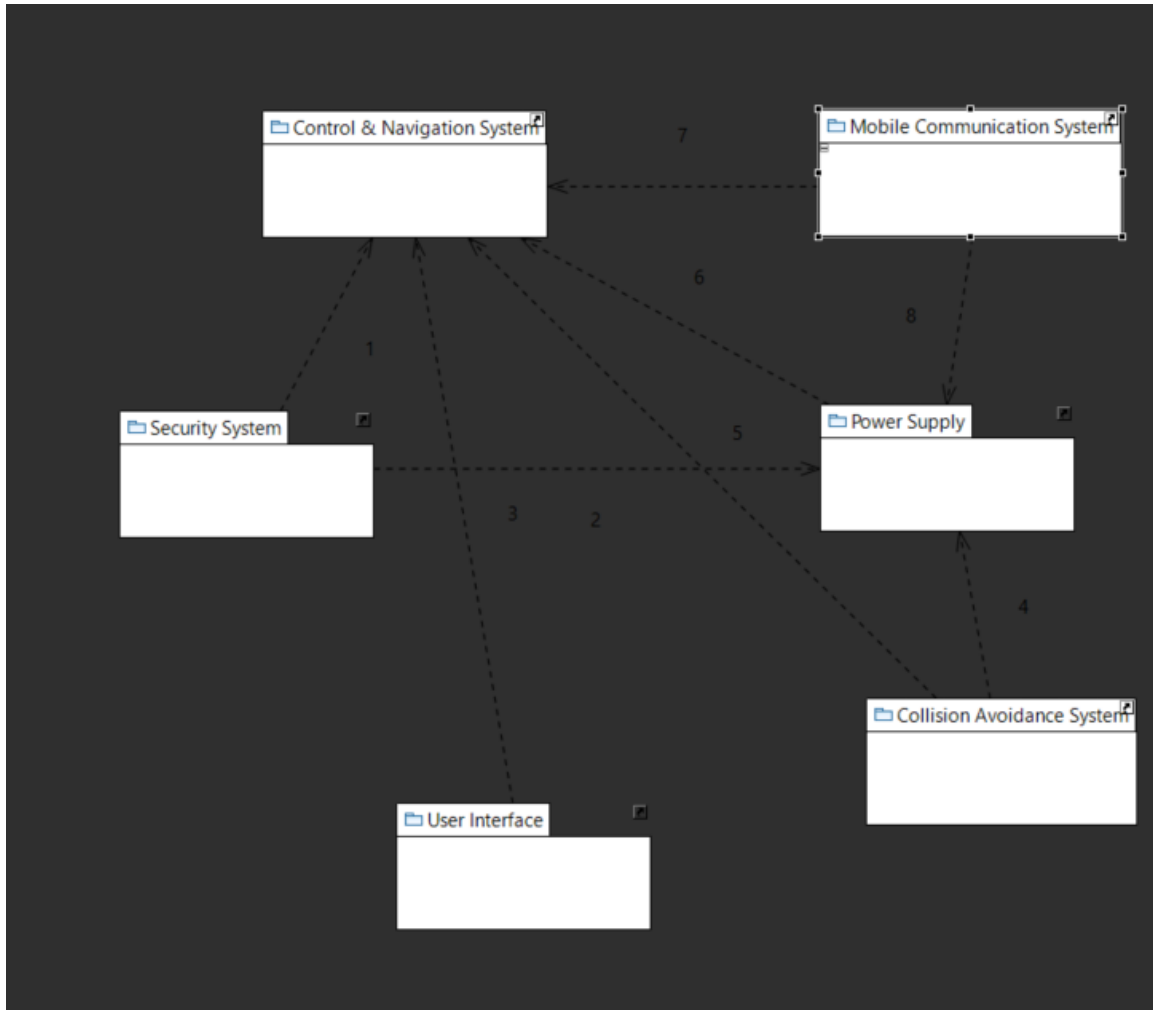 Control & Navigation System
Mobile Communication System
7
6
8
1
Security System
Power Supply
5
3
2
4
Collision Avoidance System
User Interface